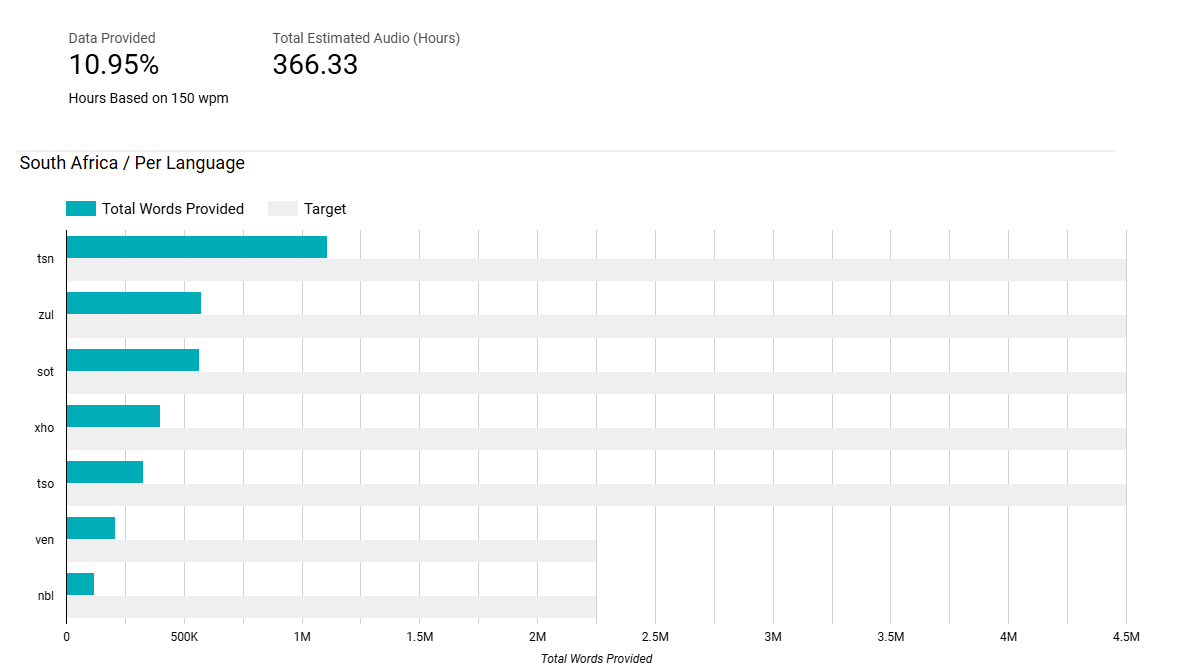 Data Provided
Total Estimated Audio (Hours)
10.95%
366.33
Hours Based on 150 wpm
South Africa / Per Language
Total Words Provided
Target
tsn
zul
sot
xho
tso
ven
nbl
0 500K 1M 1.5M 2M 2.5M 3M 3.5M 4M 4.5M
Total Words Provided